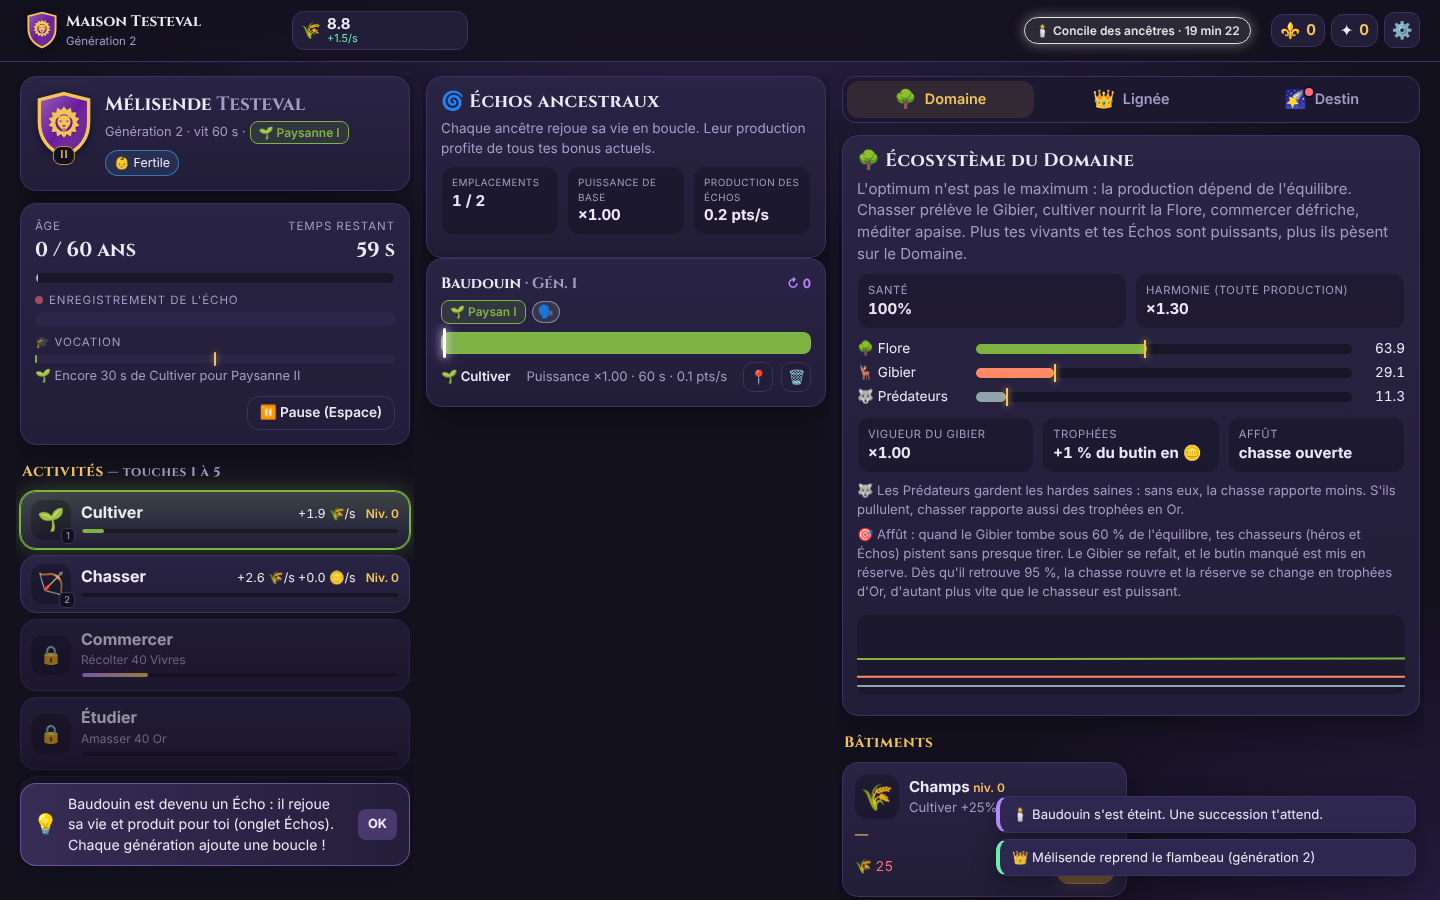 Maison Testeval
Génération 2
8.8
+1.5/s
Concile des ancêtres · 19 min 22
0
0
Mélisende Testeval
Génération 2 · vit 60 s · Paysanne I
II
Fertile
ÂGE
TEMPS RESTANT
0 / 60 ans
59 s
ENREGISTREMENT DE L'ÉCHO
VOCATION
Encore 30 s de Cultiver pour Paysanne II
Pause (Espace)
Activités — touches 1 à 5
Cultiver
+1.9 /s Niv. 0
1
Chasser
+2.6 /s +0.0 /s Niv. 0
2
Commercer
Récolter 40 Vivres
Étudier
Amasser 40 Or
Baudouin est devenu un Écho : il rejoue
sa vie et produit pour toi (onglet Échos).
Chaque génération ajoute une boucle !
OK
Échos ancestraux
Chaque ancêtre rejoue sa vie en boucle. Leur production
profite de tous tes bonus actuels.
EMPLACEMENTS
1 / 2
PUISSANCE DE
BASE
×1.00
PRODUCTION DES
ÉCHOS
0.2 pts/s
Baudouin · Gén. 1
↻ 0
Paysan I
Cultiver
Puissance ×1.00 · 60 s · 0.1 pts/s
Domaine
Lignée
Destin
Écosystème du Domaine
L'optimum n'est pas le maximum : la production dépend de l'équilibre.
Chasser prélève le Gibier, cultiver nourrit la Flore, commercer défriche,
méditer apaise. Plus tes vivants et tes Échos sont puissants, plus ils pèsent
sur le Domaine.
SANTÉ
100%
HARMONIE (TOUTE PRODUCTION)
×1.30
Flore
63.9
Gibier
29.1
Prédateurs
11.3
VIGUEUR DU GIBIER
×1.00
TROPHÉES
+1 % du butin en
AFFÛT
chasse ouverte
Les Prédateurs gardent les hardes saines : sans eux, la chasse rapporte moins. S'ils
pullulent, chasser rapporte aussi des trophées en Or.
Affût : quand le Gibier tombe sous 60 % de l'équilibre, tes chasseurs (héros et
Échos) pistent sans presque tirer. Le Gibier se refait, et le butin manqué est mis en
réserve. Dès qu'il retrouve 95 %, la chasse rouvre et la réserve se change en trophées
d'Or, d'autant plus vite que le chasseur est puissant.
Bâtiments
Champs niv. 0
Cultiver +25%
—
25
Baudouin s'est éteint. Une succession t'attend.
Mélisende reprend le flambeau (génération 2)